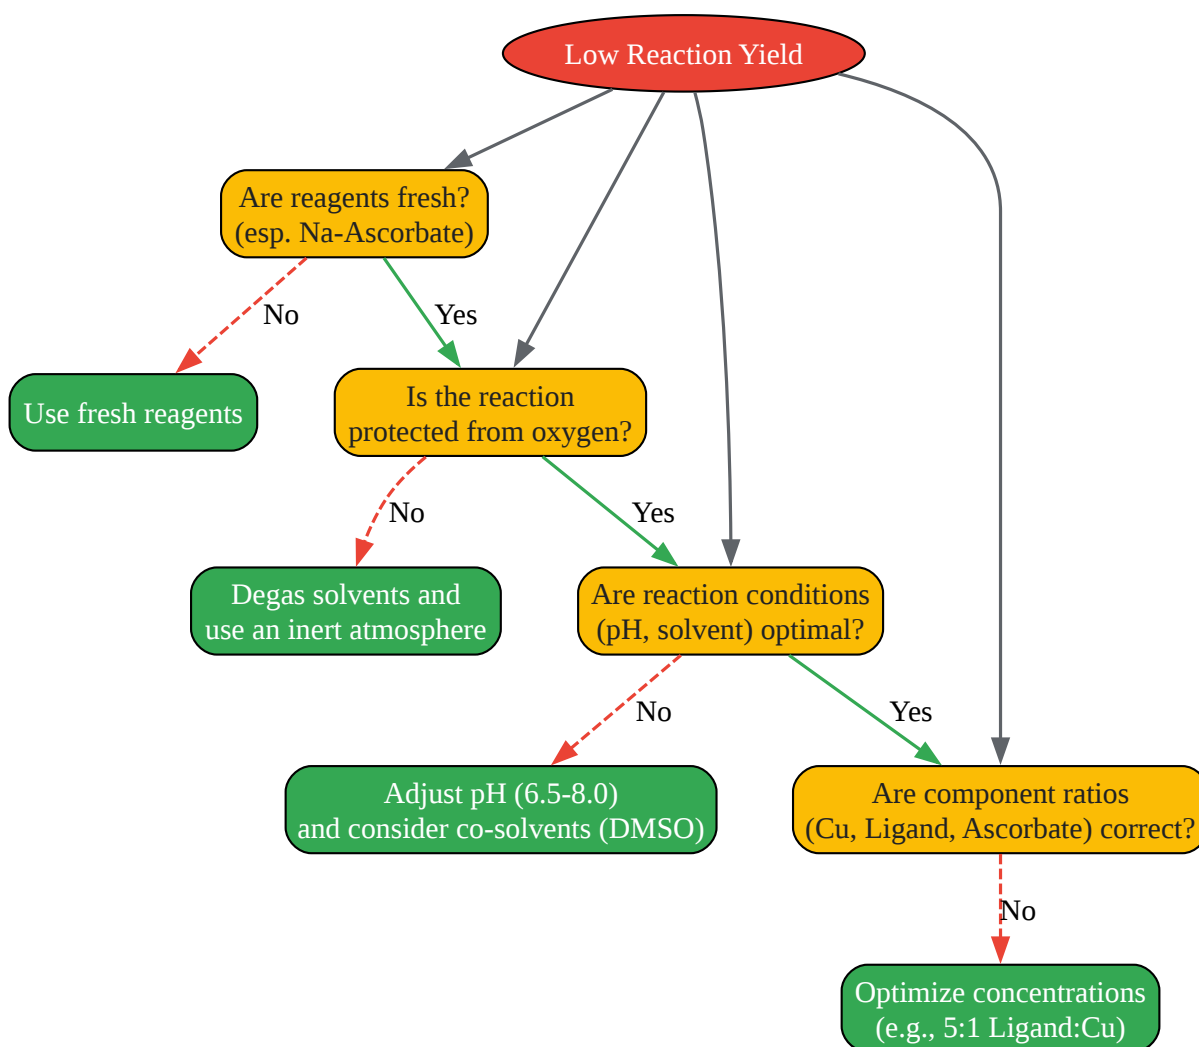 Low Reaction Yield
Are reagents fresh?
(esp. Na-Ascorbate)
No
Yes
Use fresh reagents
Is the reaction
protected from oxygen?
No
Yes
Degas solvents and
use an inert atmosphere
Are reaction conditions
(pH, solvent) optimal?
No
Yes
Adjust pH (6.5-8.0)
and consider co-solvents (DMSO)
Are component ratios
(Cu, Ligand, Ascorbate) correct?
No
Optimize concentrations
(e.g., 5:1 Ligand:Cu)